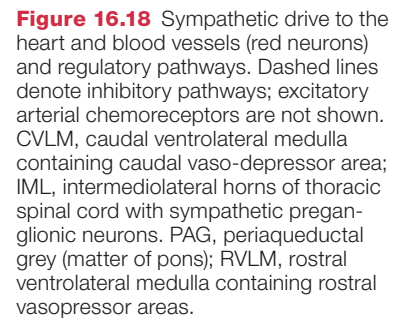 Figure 16.18 Sympathetic drive to the
heart and blood vessels (red neurons)
and regulatory pathways. Dashed lines
denote inhibitory pathways; excitatory
arterial chemoreceptors are not shown.
CVLM, caudal ventrolateral medulla
containing caudal vaso-depressor area;
IML, intermediolateral horns of thoracic
spinal cord with sympathetic pregan-
glionic neurons. PAG, periaqueductal
grey (matter of pons); RVLM, rostral
ventrolateral medulla containing rostral
vasopressor areas.